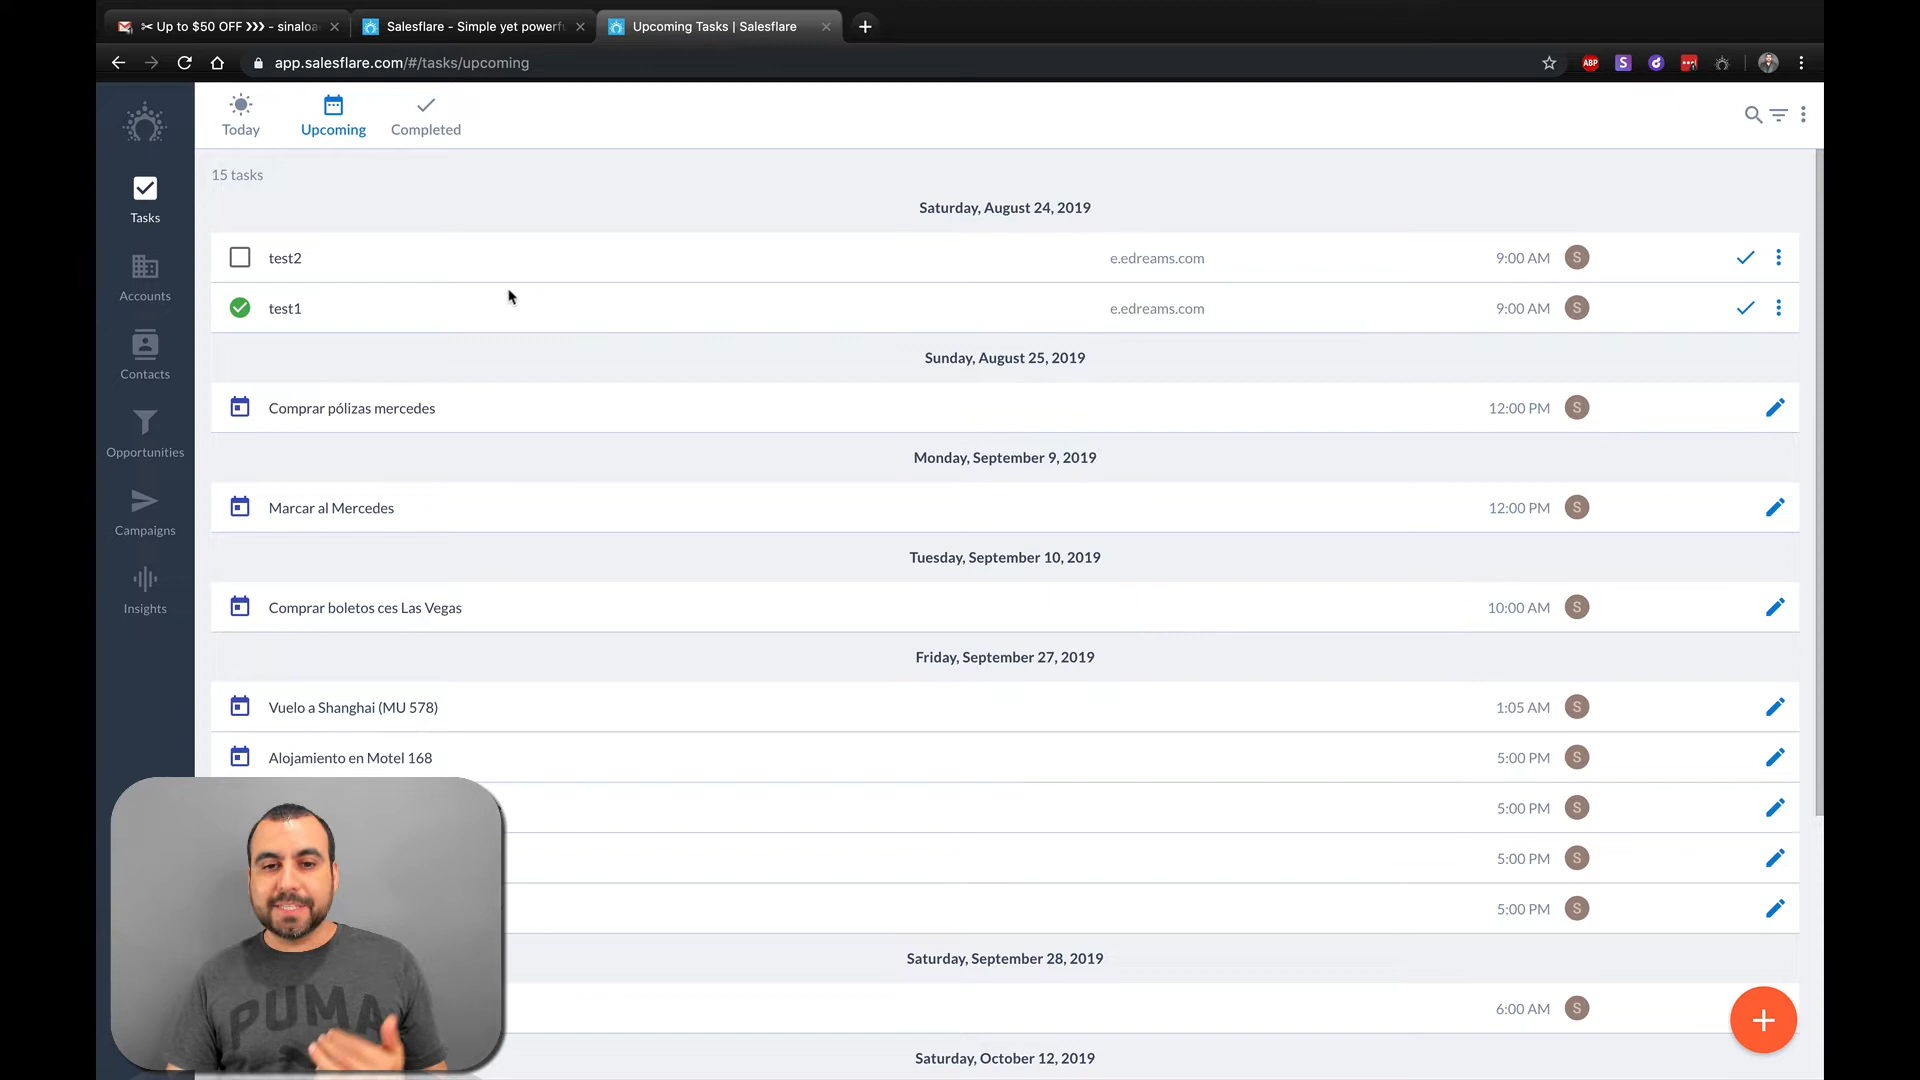 ✂ Up to $50 OFF ❯❯❯ - sinaloa
Salesflare - Simple yet powerf
Upcoming Tasks | Salesflare
app.salesflare.com/#/tasks/upcoming
ABP
S
Today
Upcoming
Completed
15 tasks
Tasks
Accounts
Contacts
Opportunities
Campaigns
Insights
Saturday, August 24, 2019
test2 e.edreams.com 9:00 AM S
test1 e.edreams.com 9:00 AM S
Sunday, August 25, 2019
Comprar pólizas mercedes 12:00 PM S
Monday, September 9, 2019
Marcar al Mercedes 12:00 PM S
Tuesday, September 10, 2019
Comprar boletos ces Las Vegas 10:00 AM S
Friday, September 27, 2019
Vuelo a Shanghai (MU 578) 1:05 AM S
Alojamiento en Motel 168 5:00 PM S
5:00 PM S
5:00 PM S
5:00 PM S
Saturday, September 28, 2019
6:00 AM S
Saturday, October 12, 2019
PUMA